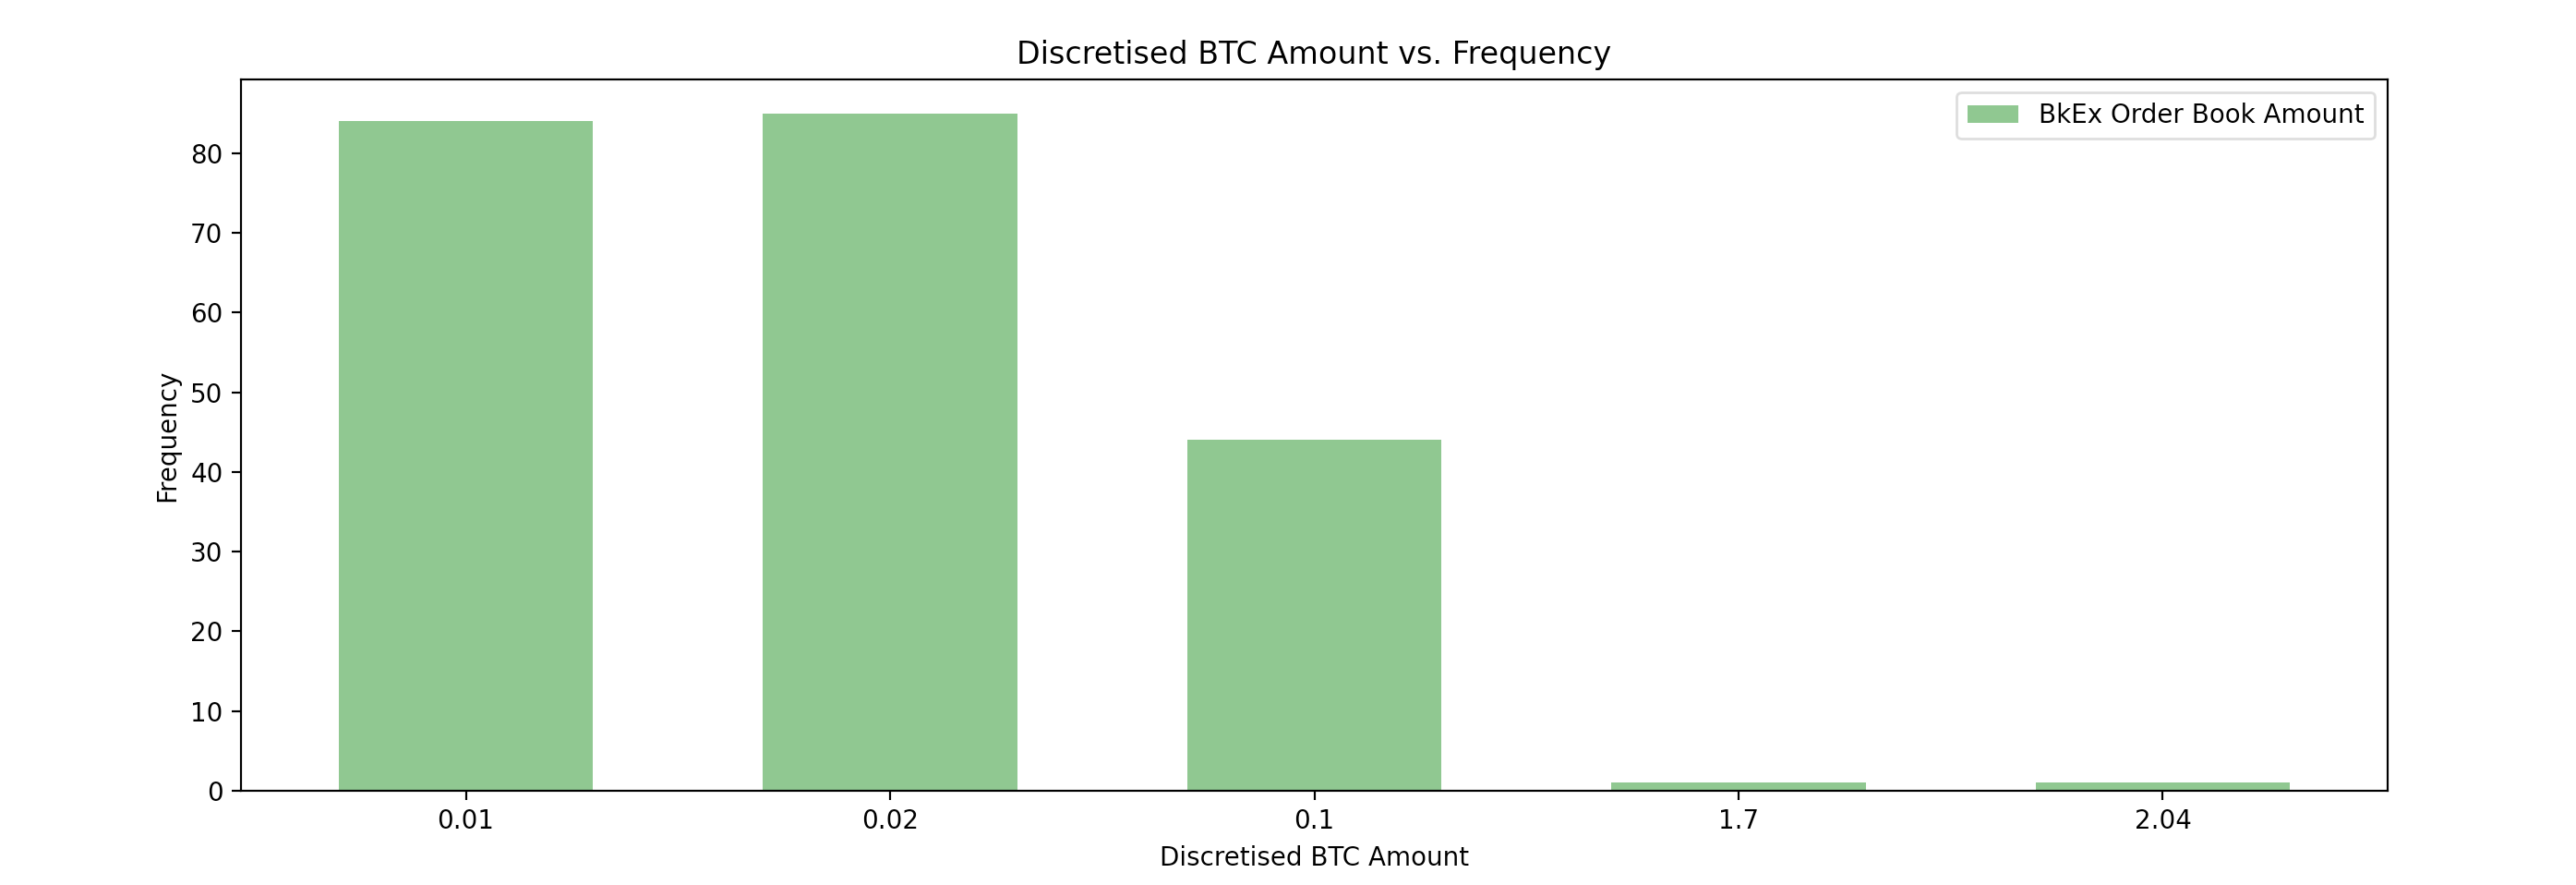 Discretised BTC Amount vs. Frequency
BkEx Order Book Amount
Frequency
80
70
60
50
40
30
20
10
0
0.01 0.02 0.1 1.7 2.04
Discretised BTC Amount